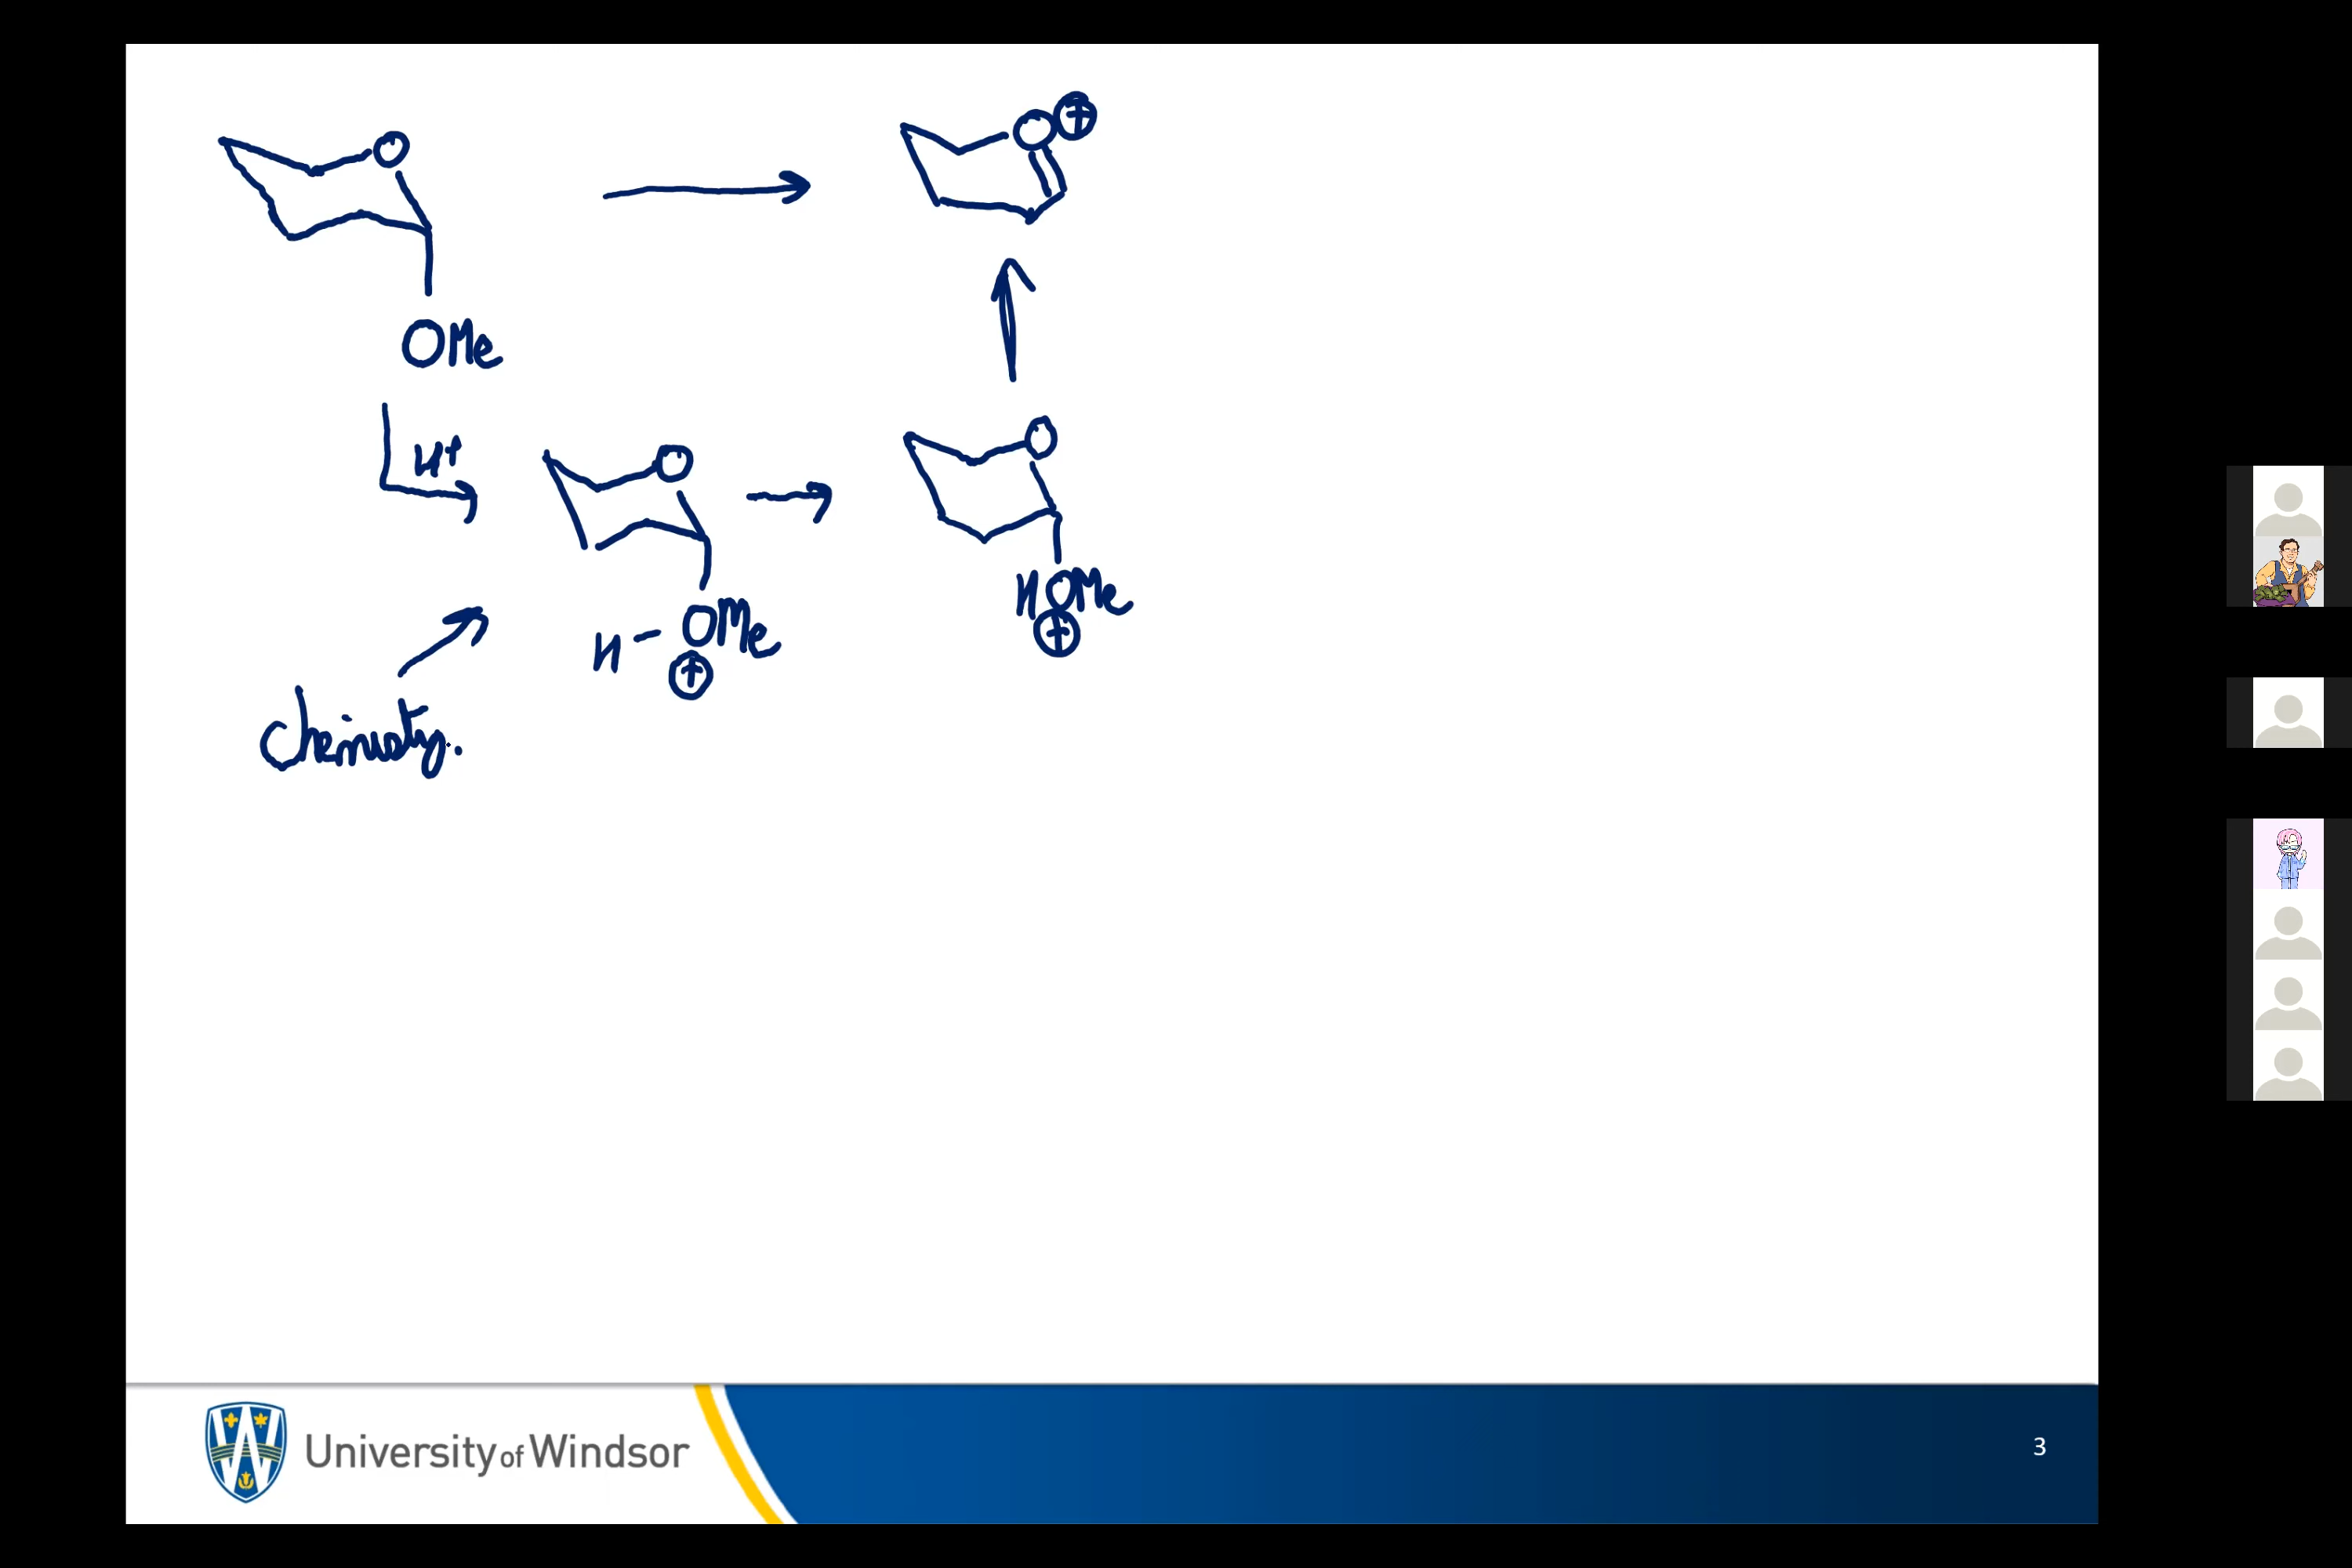 O
O ⊕
OMe
H+
O
O
H - OMe
⊕
HOMe
⊕
chemistry.
University of Windsor
3